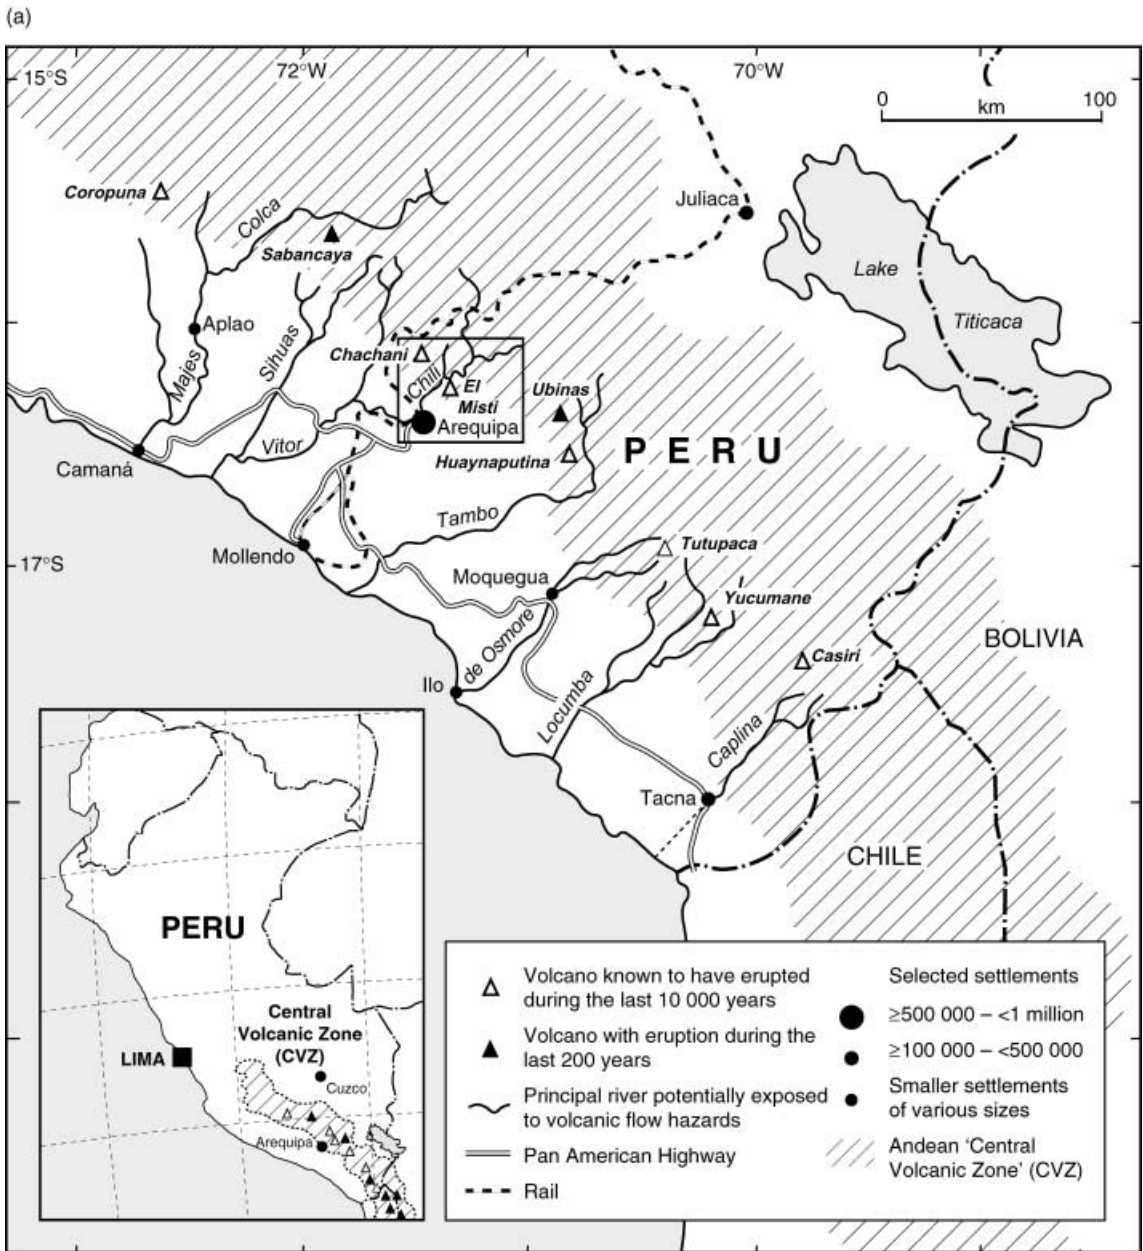 (a)
15°S
72°W
70°W
0
100
km
Coropuna
Colca
Juliaca
Sabancaya
Lake
Titicaca
Aplao
Majes
Sihuas
Chachani
Chili
El
Misti
Ubinas
Arequipa
Vitor
Camaná
Huaynaputina
PERU
Tambo
Mollendo
17°S
Tutupaca
Moquegua
Yucumane
de Osmore
BOLIVIA
Casiri
Ilo
Locumba
Caplina
Tacna
CHILE
PERU
Central
Volcanic Zone
(CVZ)
LIMA
Cuzco
Arequipa
Volcano known to have erupted
during the last 10 000 years
Volcano with eruption during the
last 200 years
Principal river potentially exposed
to volcanic flow hazards
Pan American Highway
Rail
Selected settlements
≥500 000 – <1 million
≥100 000 – <500 000
Smaller settlements
of various sizes
Andean 'Central
Volcanic Zone' (CVZ)